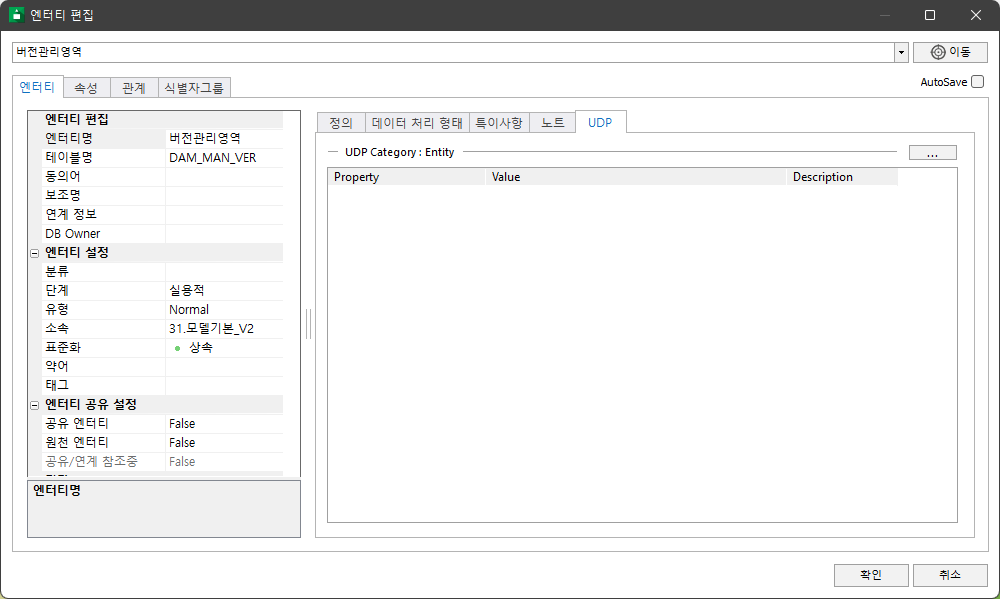 엔터티 편집
버전관리영역
이동
엔터티 속성 관계 식별자그룹
AutoSave
엔터티 편집
엔터티명 버전관리영역
테이블명 DAM_MAN_VER
동의어
보조명
연계 정보
DB Owner
엔터티 설정
분류
단계 실용적
유형 Normal
소속 31.모델기본_V2
표준화 상속
약어
태그
엔터티 공유 설정
공유 엔터티 False
원천 엔터티 False
공유/연계 참조중 False
엔터티명
정의 데이터 처리 형태 특이사항 노트 UDP
UDP Category : Entity
...
Property Value Description
확인 취소